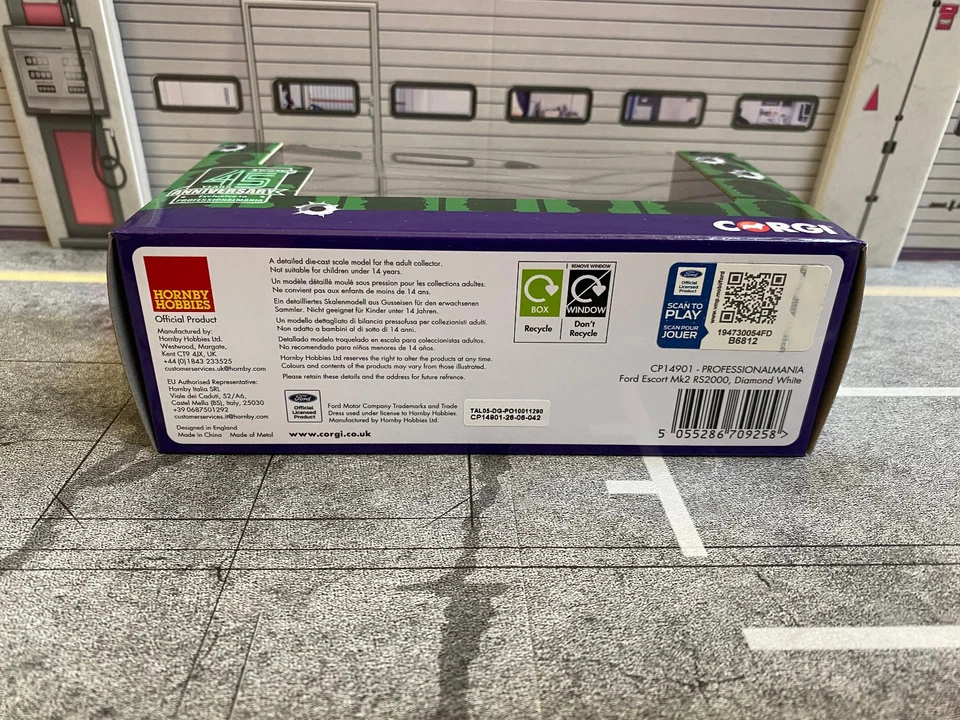 45
YEARS
ANNIVERSARY
PROFESSIONALMANIA
CORGI
HORNBY
HOBBIES
Official Product
Manufactured by:
Hornby Hobbies Ltd.
Westwood, Margate,
Kent CT9 4JX, UK
+44 (0)1843 233525
customerservices.uk@hornby.com
EU Authorised Representative:
Hornby Italia SRL
Viale dei Caduti, 52/A6,
Castel Mella (BS), Italy, 25030
+39 0687501292
customerservices.it@hornby.com
Designed in England
Made in China Made of Metal
A detailed die-cast scale model for the adult collector.
Not suitable for children under 14 years.
Un modèle détaillé moulé sous pression pour les collections adultes.
Ne convient pas aux enfants de moins de 14 ans.
Ein detailliertes Skalenmodell aus Gusseisen für den erwachsenen
Sammler. Nicht geeignet für Kinder unter 14 Jahren.
Un modello dettagliato di bilancia pressofusa per collezionisti adulti.
Non adatto a bambini al di sotto di 14 anni.
Detallado modelo troquelado en escala para coleccionistas adultos.
No recomendado para niños menores de 14 años.
Hornby Hobbies Ltd reserves the right to alter the products at any time.
Colours and contents of the products may vary from those illustrated.
Please retain these details and the address for future refrence.
Ford
Official
Licensed
Product
Ford Motor Company Trademarks and Trade
Dress used under license to Hornby Hobbies.
Manufactured by Hornby Hobbies Ltd.
www.corgi.co.uk
TAL05-DG-PO10011290
CP14901-26-06-042
BOX
Recycle
REMOVE WINDOW
WINDOW
Don't
Recycle
Ford
Official
Licensed
Product
SCAN TO
PLAY
SCAN POUR
JOUER
194730054FD
B6812
CP14901 - PROFESSIONALMANIA
Ford Escort Mk2 RS2000, Diamond White
5 055286 709258 >